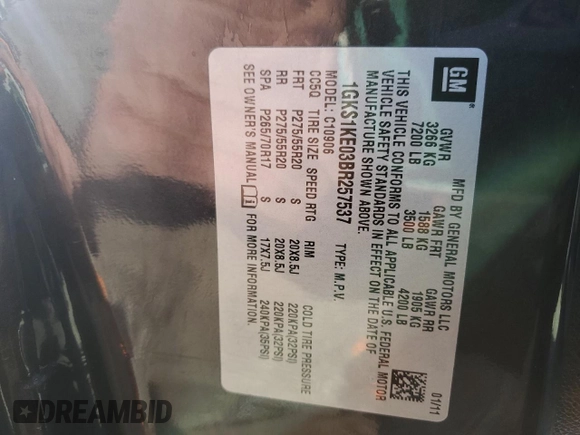 GM
MFD BY GENERAL MOTORS LLC
01/11
GVWR GAWR FRT GAWR RR
3266 KG 1588 KG 1905 KG
7200 LB 3500 LB 4200 LB
THIS VEHICLE CONFORMS TO ALL APPLICABLE U.S. FEDERAL MOTOR
VEHICLE SAFETY STANDARDS IN EFFECT ON THE DATE OF
MANUFACTURE SHOWN ABOVE.
1GKS1KE03BR257537 TYPE: M.P.V.
MODEL: C10906
CC5Q TIRE SIZE SPEED RTG RIM COLD TIRE PRESSURE
FRT P275/55R20 S 20X8.5J 220KPA(32PSI)
RR P275/55R20 S 20X8.5J 220KPA(32PSI)
SPA P265/70R17 S 17X7.5J 240KPA(35PSI)
SEE OWNER'S MANUAL FOR MORE INFORMATION.
DREAMBID